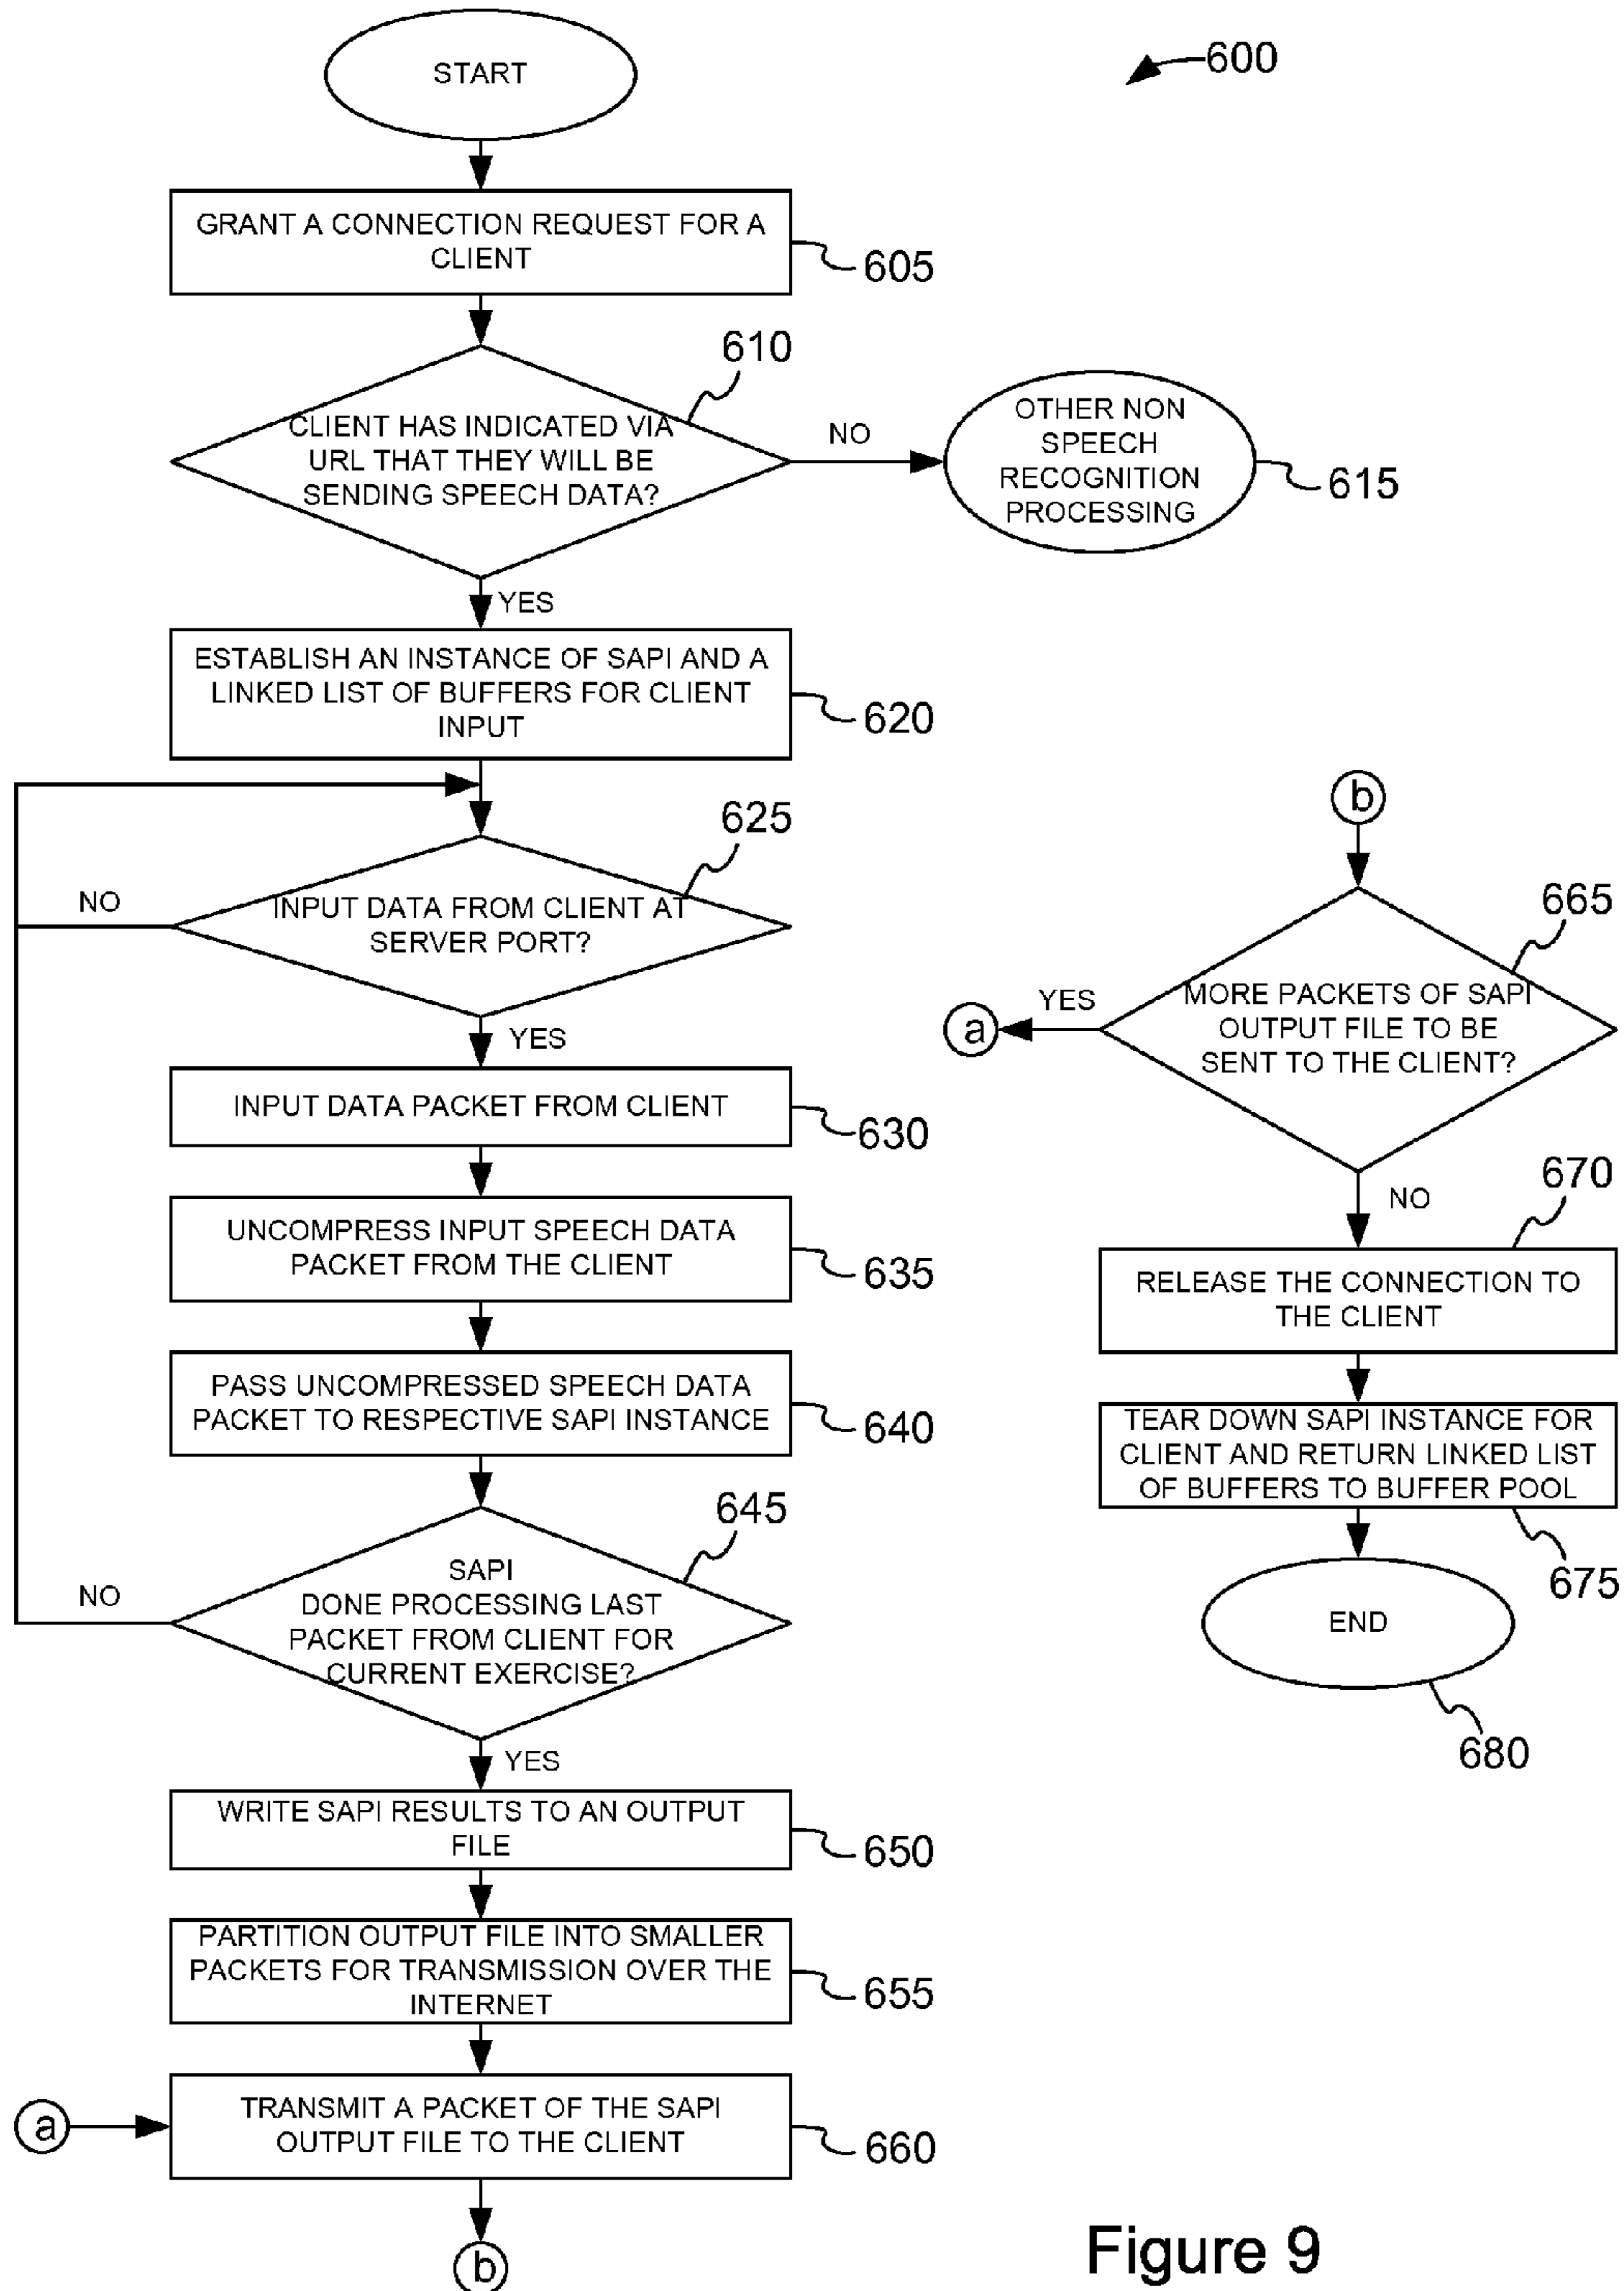 START
600
GRANT A CONNECTION REQUEST FOR A
CLIENT
605
610
CLIENT HAS INDICATED VIA
URL THAT THEY WILL BE
SENDING SPEECH DATA?
NO
OTHER NON
SPEECH
RECOGNITION
PROCESSING
615
YES
ESTABLISH AN INSTANCE OF SAPI AND A
LINKED LIST OF BUFFERS FOR CLIENT
INPUT
620
625
INPUT DATA FROM CLIENT AT
SERVER PORT?
NO
YES
INPUT DATA PACKET FROM CLIENT
630
UNCOMPRESS INPUT SPEECH DATA
PACKET FROM THE CLIENT
635
PASS UNCOMPRESSED SPEECH DATA
PACKET TO RESPECTIVE SAPI INSTANCE
640
645
SAPI
DONE PROCESSING LAST
PACKET FROM CLIENT FOR
CURRENT EXERCISE?
NO
YES
WRITE SAPI RESULTS TO AN OUTPUT
FILE
650
PARTITION OUTPUT FILE INTO SMALLER
PACKETS FOR TRANSMISSION OVER THE
INTERNET
655
a
TRANSMIT A PACKET OF THE SAPI
OUTPUT FILE TO THE CLIENT
660
b
b
665
MORE PACKETS OF SAPI
OUTPUT FILE TO BE
SENT TO THE CLIENT?
YES
a
NO
670
RELEASE THE CONNECTION TO
THE CLIENT
TEAR DOWN SAPI INSTANCE FOR
CLIENT AND RETURN LINKED LIST
OF BUFFERS TO BUFFER POOL
675
END
680
Figure 9